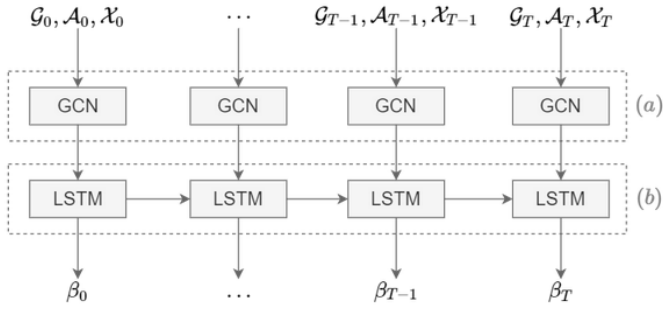 𝒢₀, 𝒜₀, 𝒳₀ ⋯ 𝒢_{T−1}, 𝒜_{T−1}, 𝒳_{T−1} 𝒢_T, 𝒜_T, 𝒳_T
GCN GCN GCN GCN (a)
LSTM LSTM LSTM LSTM (b)
β₀ ⋯ β_{T−1} β_T